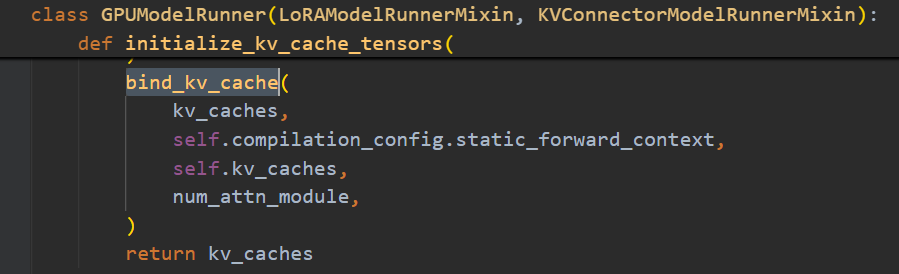 class GPUModelRunner(LoRAModelRunnerMixin, KVConnectorModelRunnerMixin):
def initialize_kv_cache_tensors(
)
bind_kv_cache(
kv_caches,
self.compilation_config.static_forward_context,
self.kv_caches,
num_attn_module,
)
return kv_caches